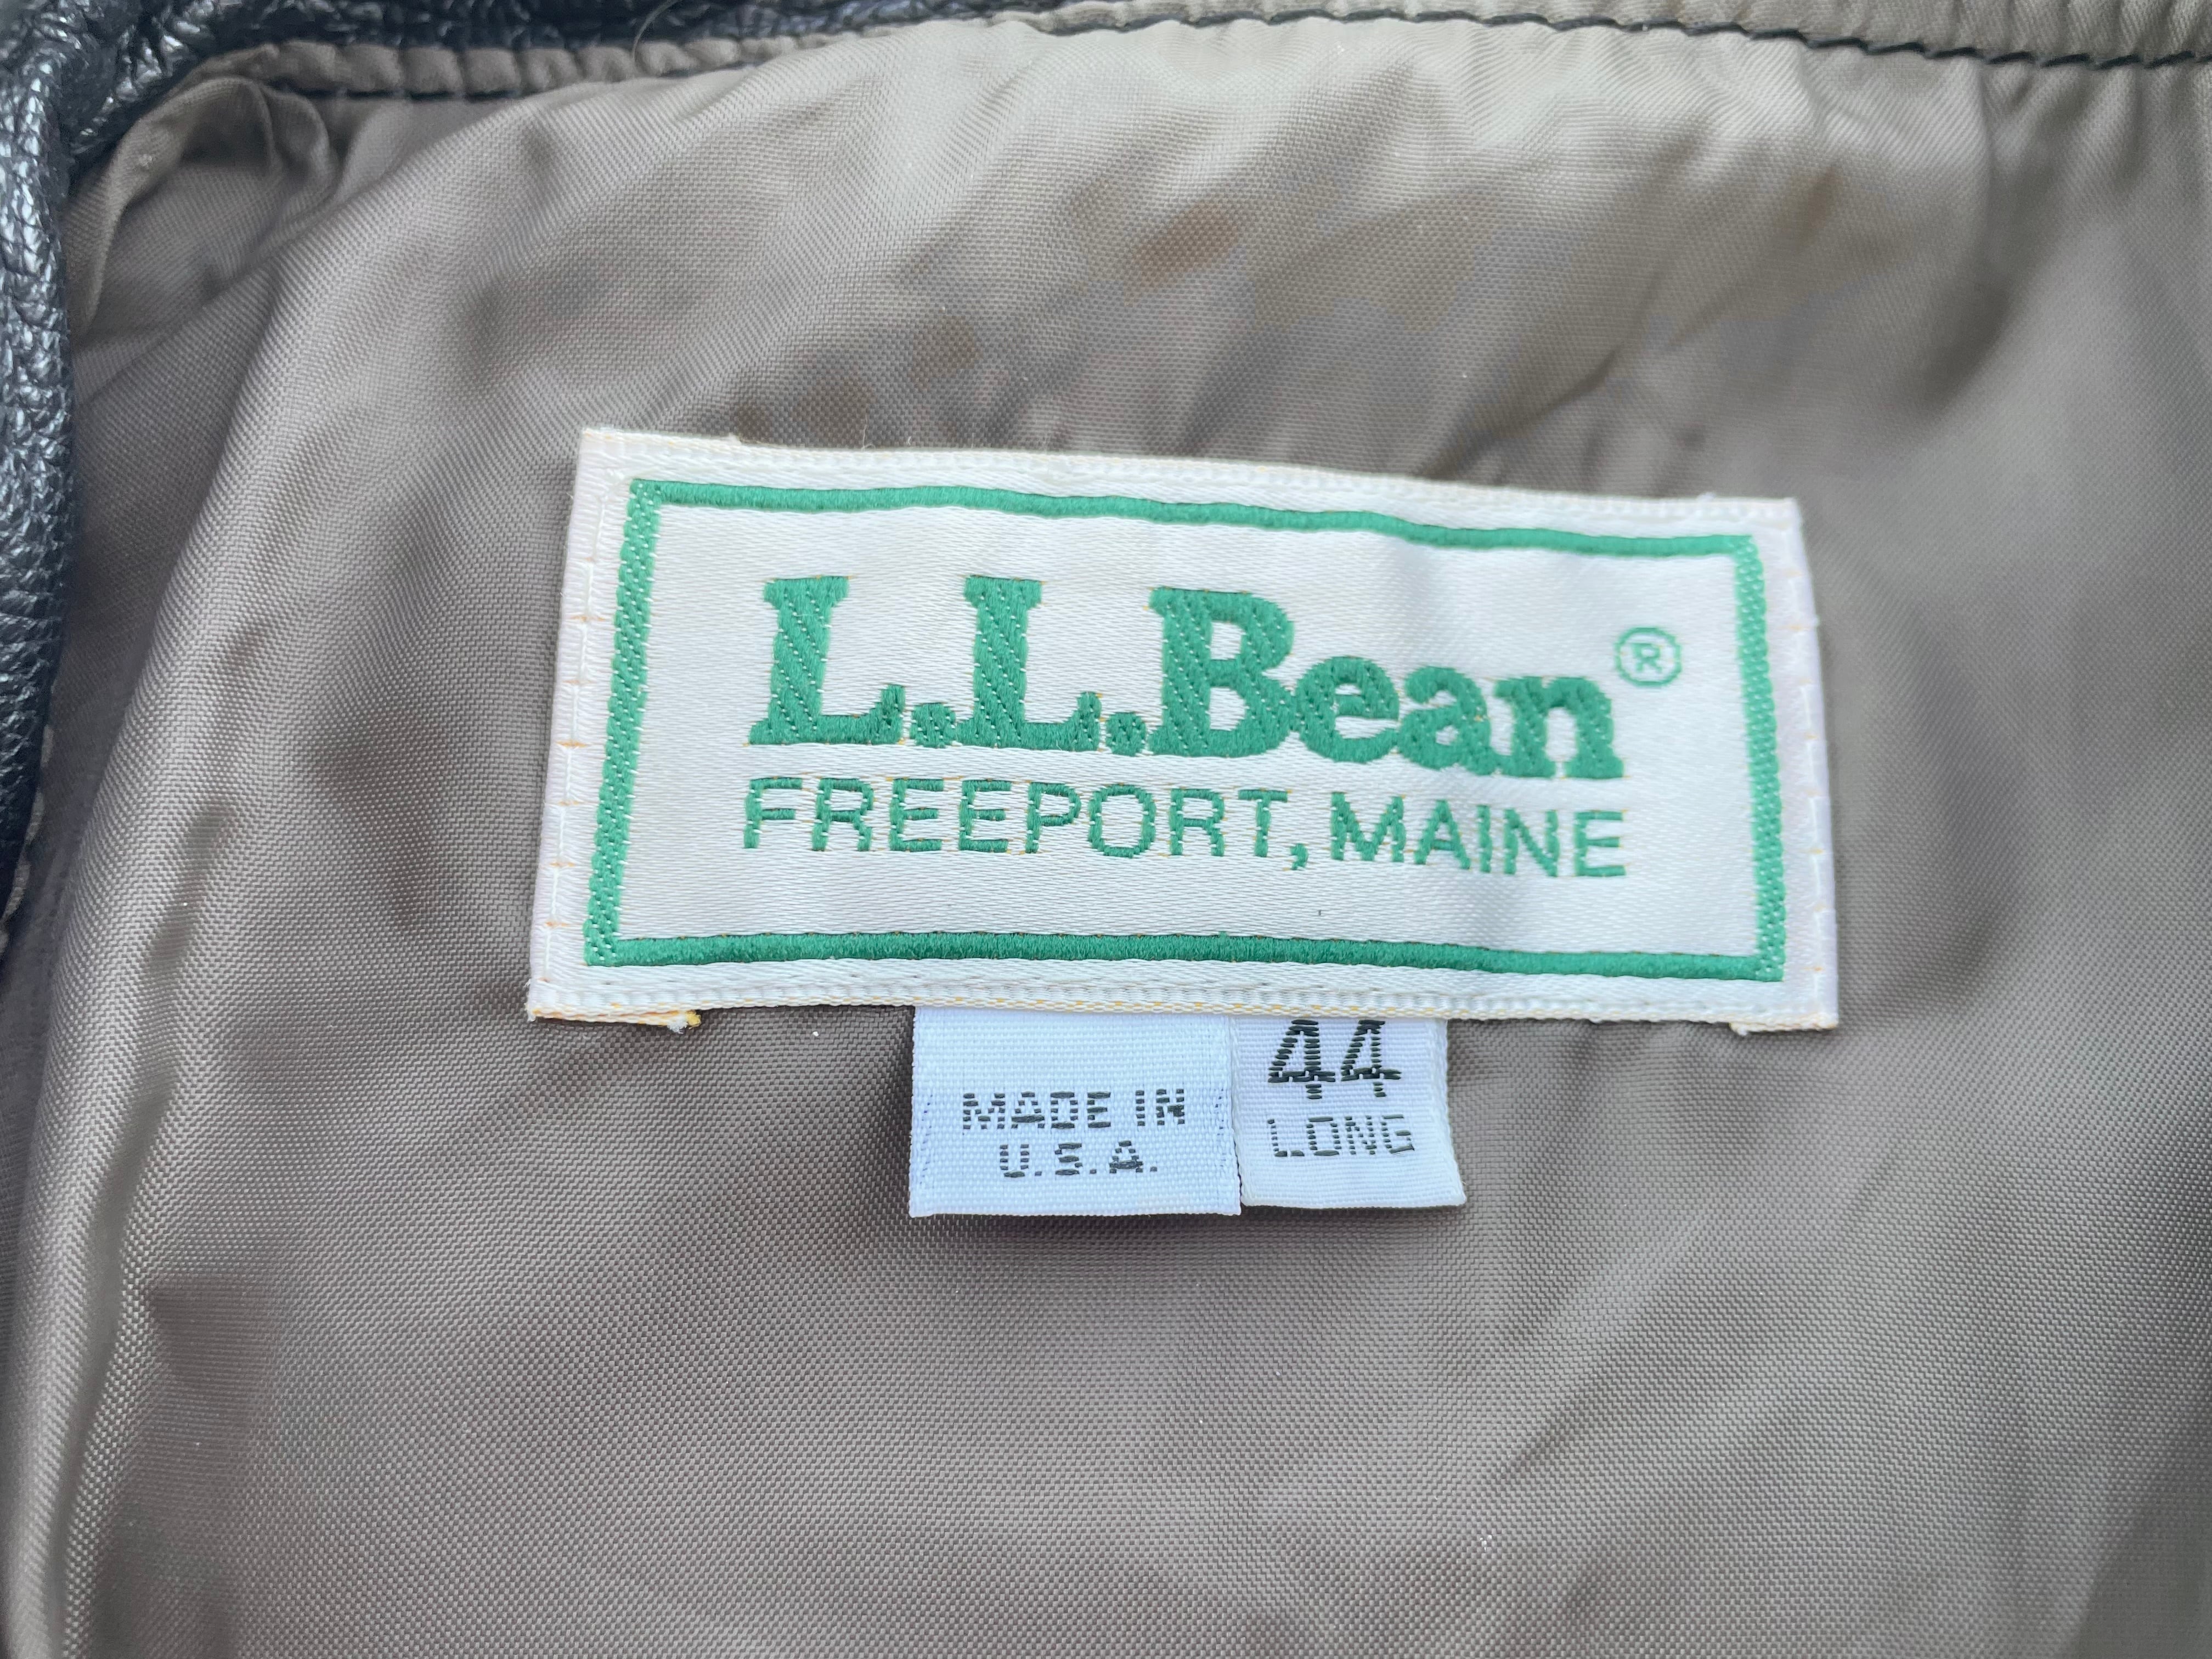 L.L.Bean®
FREEPORT, MAINE
MADE IN
U.S.A.
44
LONG